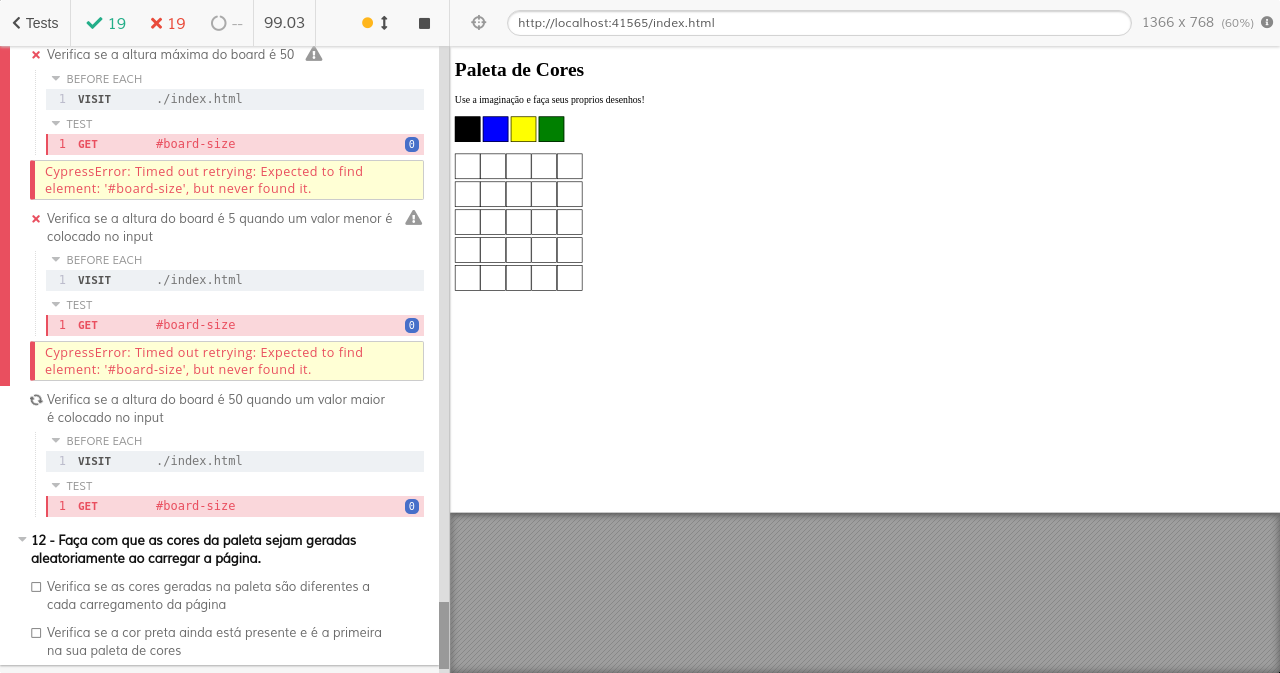 Tests 19 19 -- 99.03
http://localhost:41565/index.html 1366 x 768 (60%)
Verifica se a altura máxima do board é 50
BEFORE EACH
1 VISIT ./index.html
TEST
1 GET #board-size 0
CypressError: Timed out retrying: Expected to find
element: '#board-size', but never found it.
Verifica se a altura do board é 5 quando um valor menor é
colocado no input
BEFORE EACH
1 VISIT ./index.html
TEST
1 GET #board-size 0
CypressError: Timed out retrying: Expected to find
element: '#board-size', but never found it.
Verifica se a altura do board é 50 quando um valor maior
é colocado no input
BEFORE EACH
1 VISIT ./index.html
TEST
1 GET #board-size 0
12 - Faça com que as cores da paleta sejam geradas
aleatoriamente ao carregar a página.
Verifica se as cores geradas na paleta são diferentes a
cada carregamento da página
Verifica se a cor preta ainda está presente e é a primeira
na sua paleta de cores
Paleta de Cores
Use a imaginação e faça seus proprios desenhos!